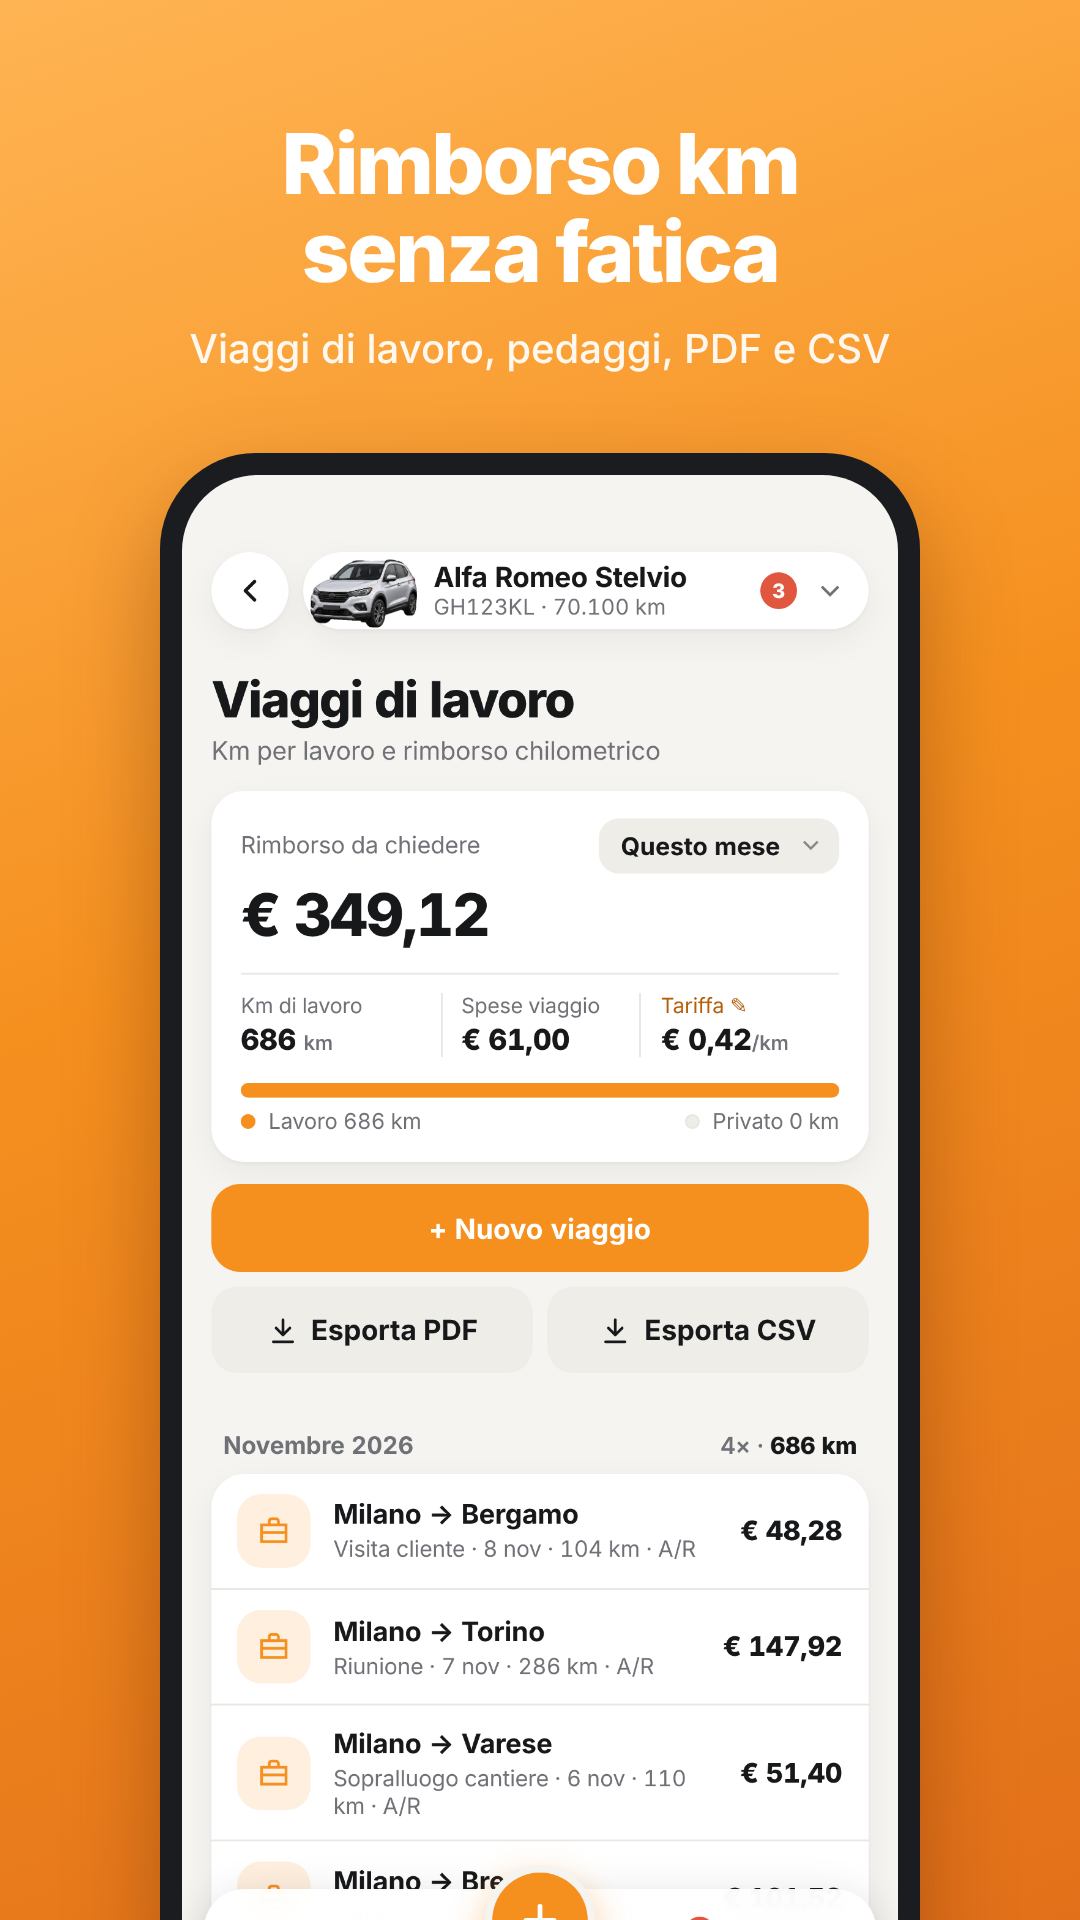 Rimborso km
senza fatica
Viaggi di lavoro, pedaggi, PDF e CSV
Alfa Romeo Stelvio
GH123KL · 70.100 km
3
Viaggi di lavoro
Km per lavoro e rimborso chilometrico
Rimborso da chiedere
Questo mese
€ 349,12
Km di lavoro
686 km
Spese viaggio
€ 61,00
Tariffa ✎
€ 0,42/km
Lavoro 686 km
Privato 0 km
+ Nuovo viaggio
Esporta PDF
Esporta CSV
Novembre 2026
4× · 686 km
Milano → Bergamo
Visita cliente · 8 nov · 104 km · A/R
€ 48,28
Milano → Torino
Riunione · 7 nov · 286 km · A/R
€ 147,92
Milano → Varese
Sopralluogo cantiere · 6 nov · 110
km · A/R
€ 51,40
Milano →